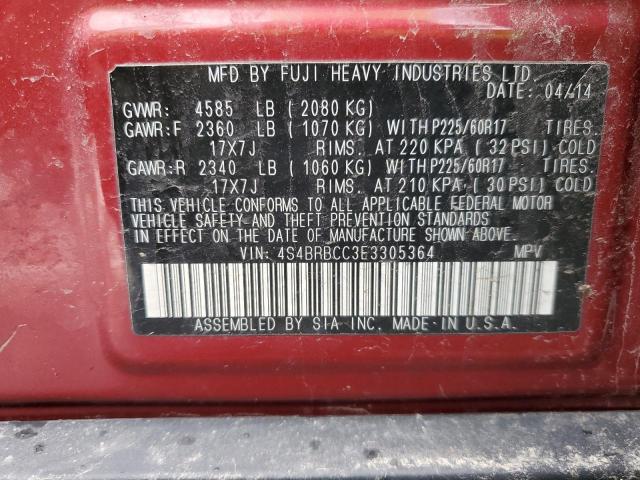 MFD BY FUJI HEAVY INDUSTRIES LTD.
DATE: 04/14
GVWR: 4585 LB (2080 KG)
GAWR:F 2360 LB (1070 KG) WITH P225/60R17 TIRES.
17X7J RIMS. AT 220 KPA (32 PSI) COLD
GAWR:R 2340 LB (1060 KG) WITH P225/60R17 TIRES.
17X7J RIMS. AT 210 KPA (30 PSI) COLD
THIS VEHICLE CONFORMS TO ALL APPLICABLE FEDERAL MOTOR
VEHICLE SAFETY AND THEFT PREVENTION STANDARDS
IN EFFECT ON THE DATE OF MANUFACTURE SHOWN ABOVE.
VIN: 4S4BRBCC3E3305364 MPV
ASSEMBLED BY SIA INC. MADE IN U.S.A.